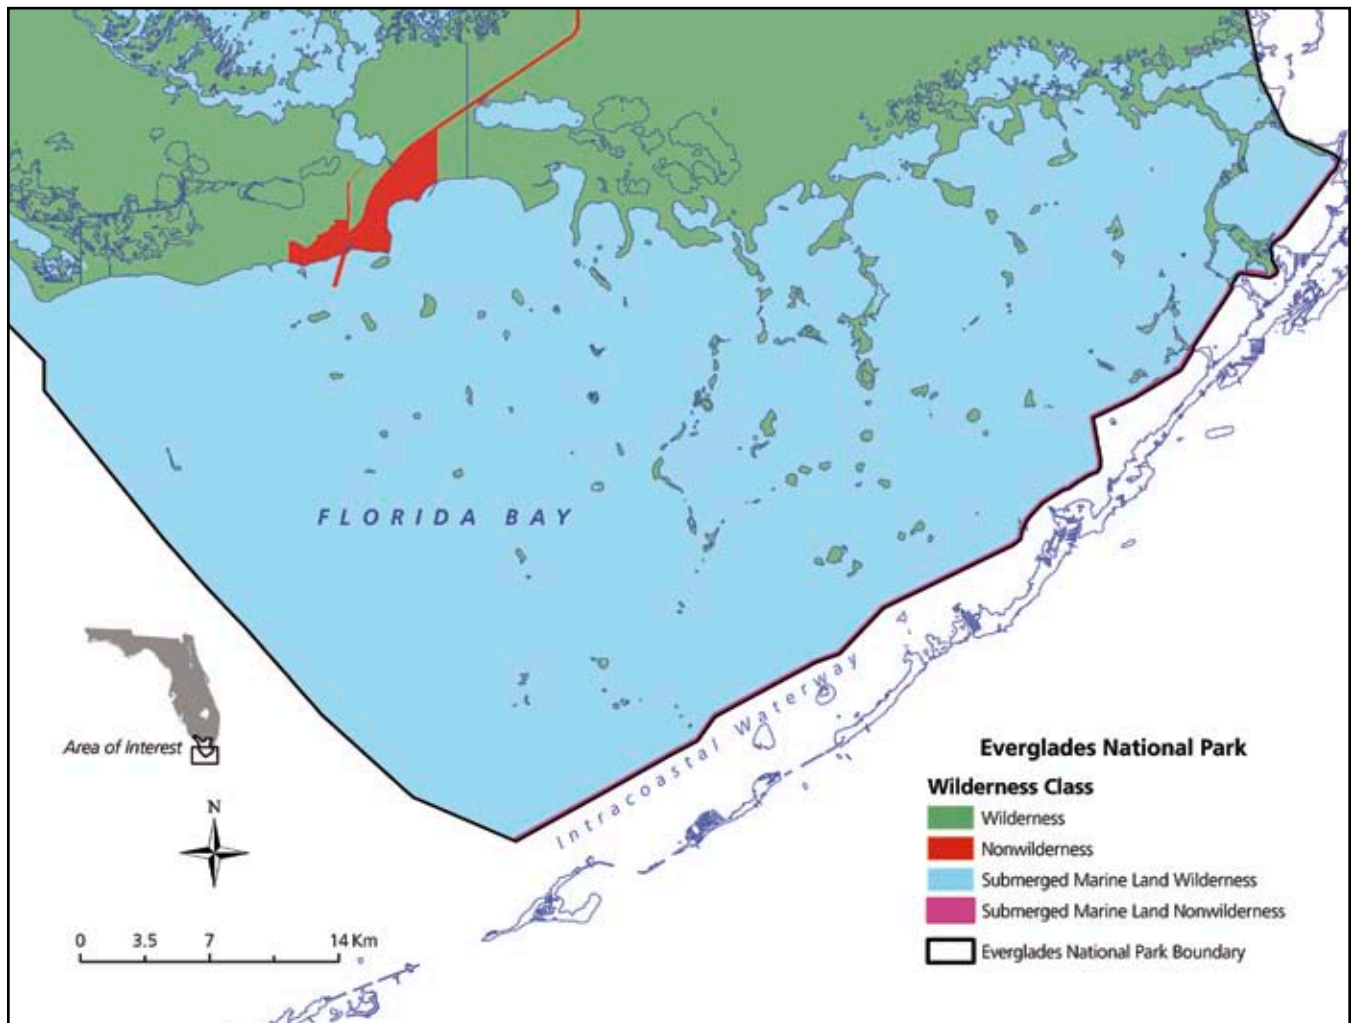 FLORIDA BAY
Intracoastal Waterway
Area of Interest
N
0 3.5 7 14 Km
Everglades National Park
Wilderness Class
Wilderness
Nonwilderness
Submerged Marine Land Wilderness
Submerged Marine Land Nonwilderness
Everglades National Park Boundary